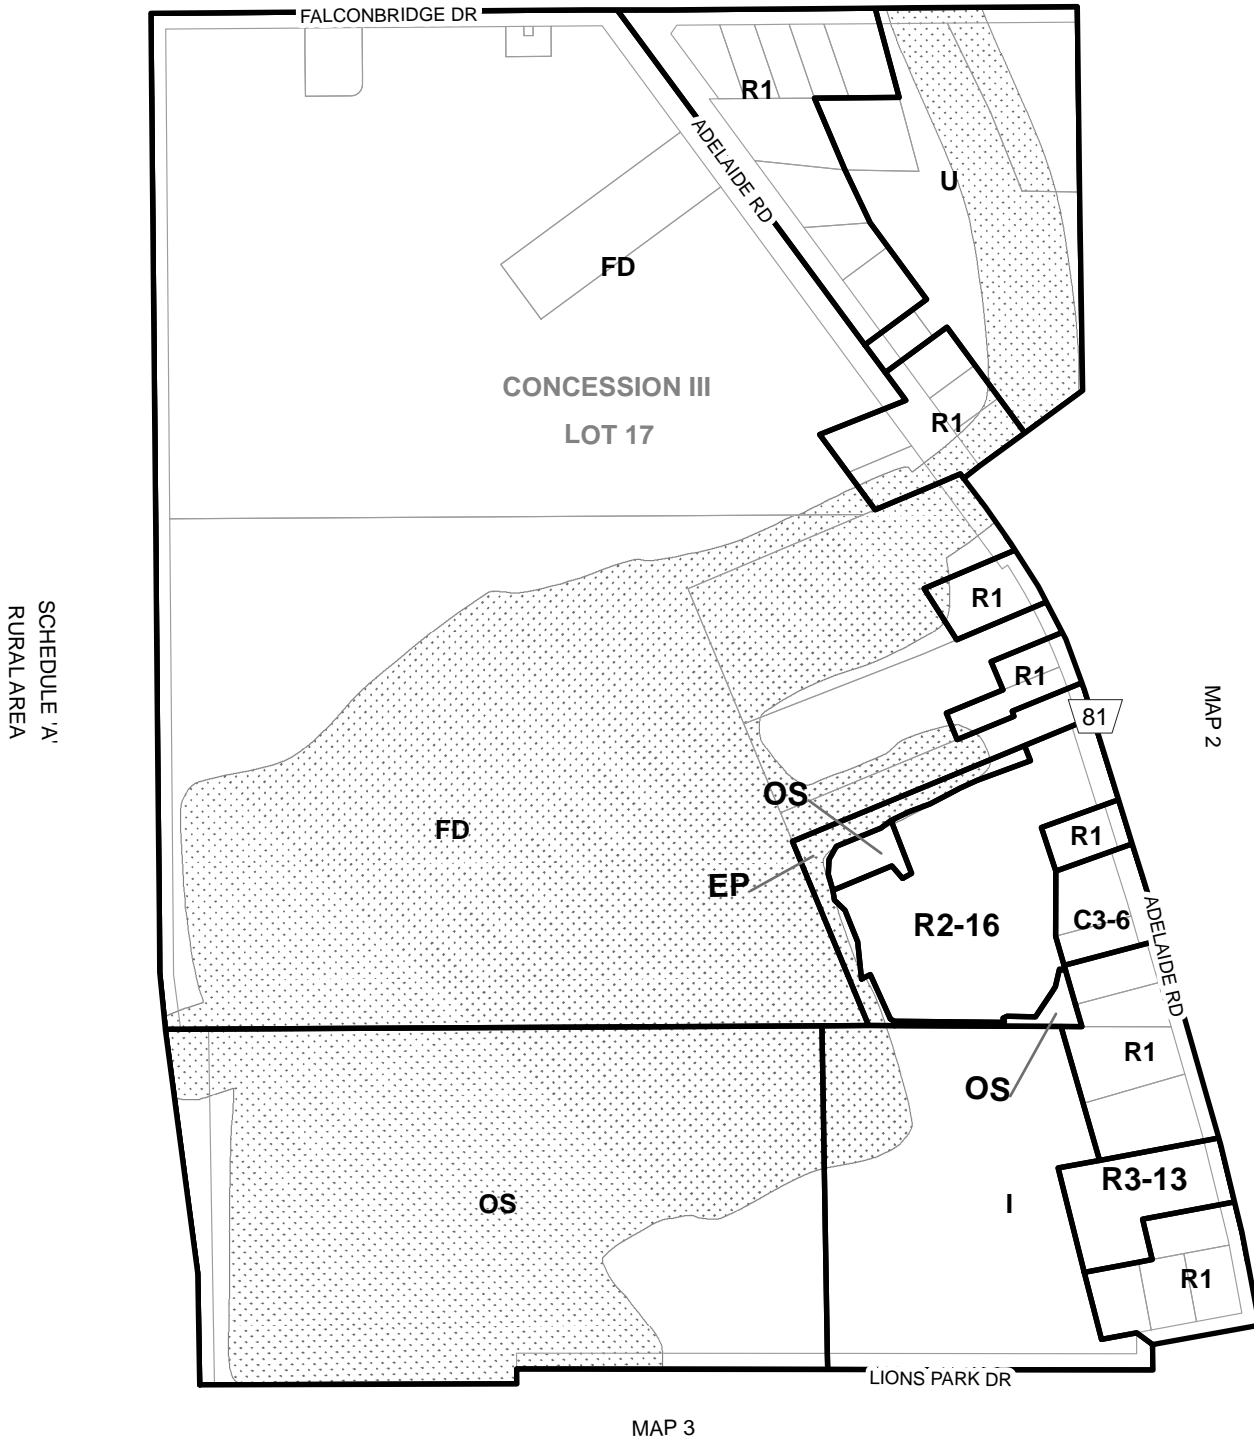 FALCONBRIDGE DR
R1
ADELAIDE RD
U
FD
CONCESSION III
LOT 17
R1
R1
SCHEDULE 'A'
RURAL AREA
R1
MAP 2
81
OS
FD
R1
EP
R2-16
C3-6
ADELAIDE RD
R1
OS
R3-13
OS
I
R1
LIONS PARK DR
MAP 3